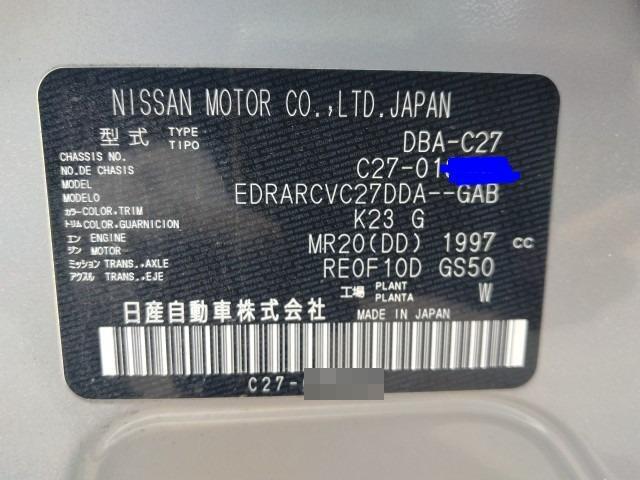 NISSAN MOTOR CO.,LTD.JAPAN
型式 TYPE TIPO DBA-C27
CHASSIS NO. NO.DE CHASSIS C27-01
MODEL MODELO EDRARCVC27DDA--GAB
カラー COLOR,TRIM トリム COLOR,GUARNICION K23 G
エンジン ENGINE MOTOR MR20(DD) 1997 cc
ミッション TRANS.,AXLE アクスル TRANS.,EJE RE0F10D GS50
工場 PLANT PLANTA W
日産自動車株式会社 MADE IN JAPAN
C27-